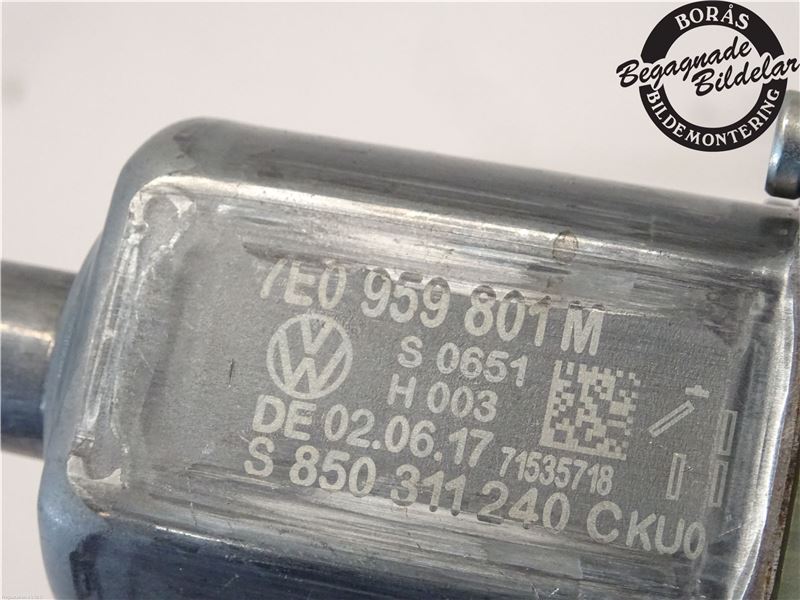 BORÅS
Begagnade
Bildelar
BILDEMONTERING
7E0 959 801 M
S 0651
H 003
DE 02.06.17 71535718
S 850 311 240 CKU0